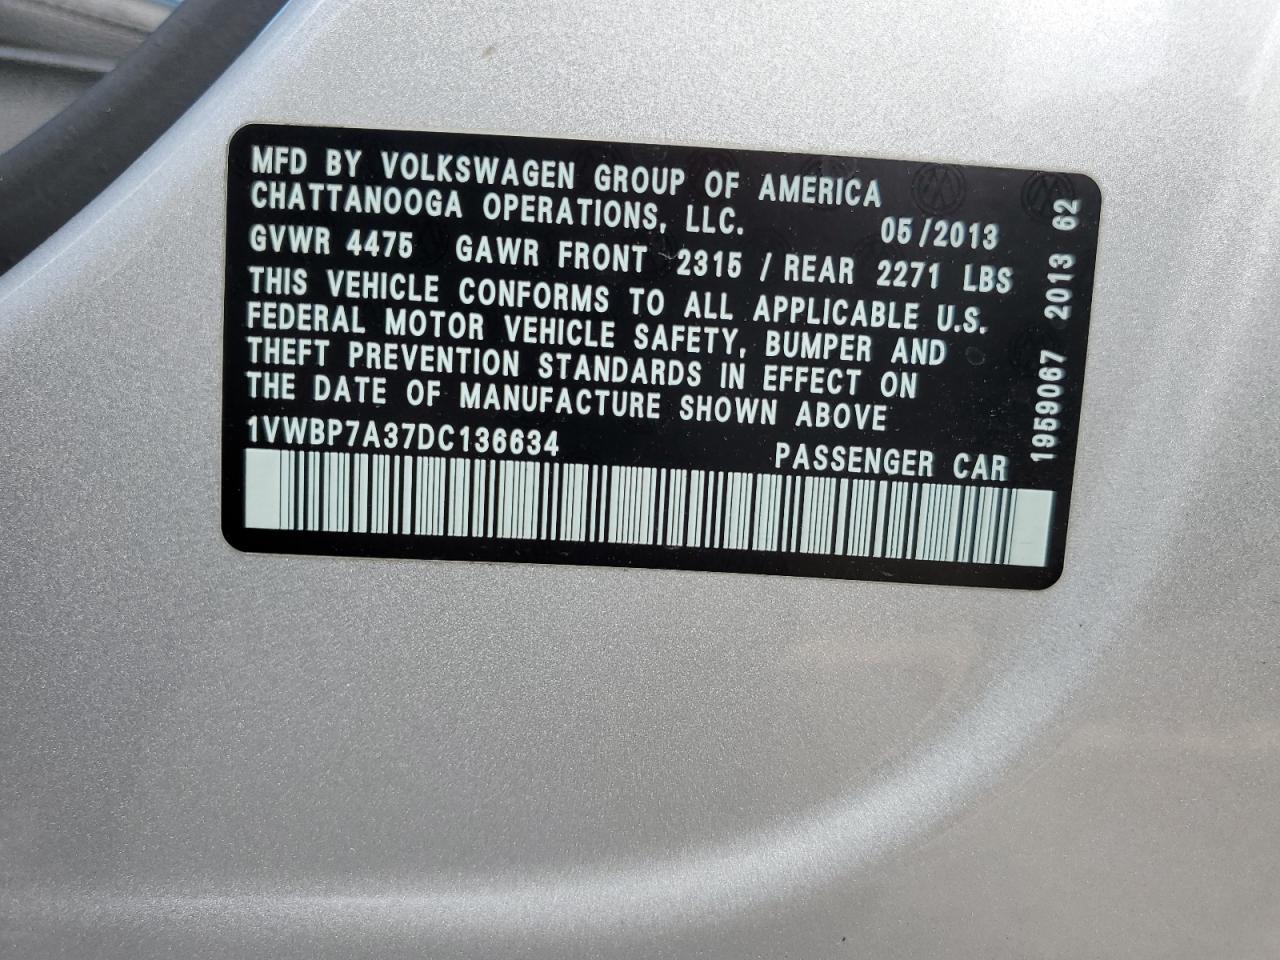 MFD BY VOLKSWAGEN GROUP OF AMERICA
CHATTANOOGA OPERATIONS, LLC. 05/2013
GVWR 4475 GAWR FRONT 2315 / REAR 2271 LBS
THIS VEHICLE CONFORMS TO ALL APPLICABLE U.S.
FEDERAL MOTOR VEHICLE SAFETY, BUMPER AND
THEFT PREVENTION STANDARDS IN EFFECT ON
THE DATE OF MANUFACTURE SHOWN ABOVE
1VWBP7A37DC136634 PASSENGER CAR
1959067 2013 62